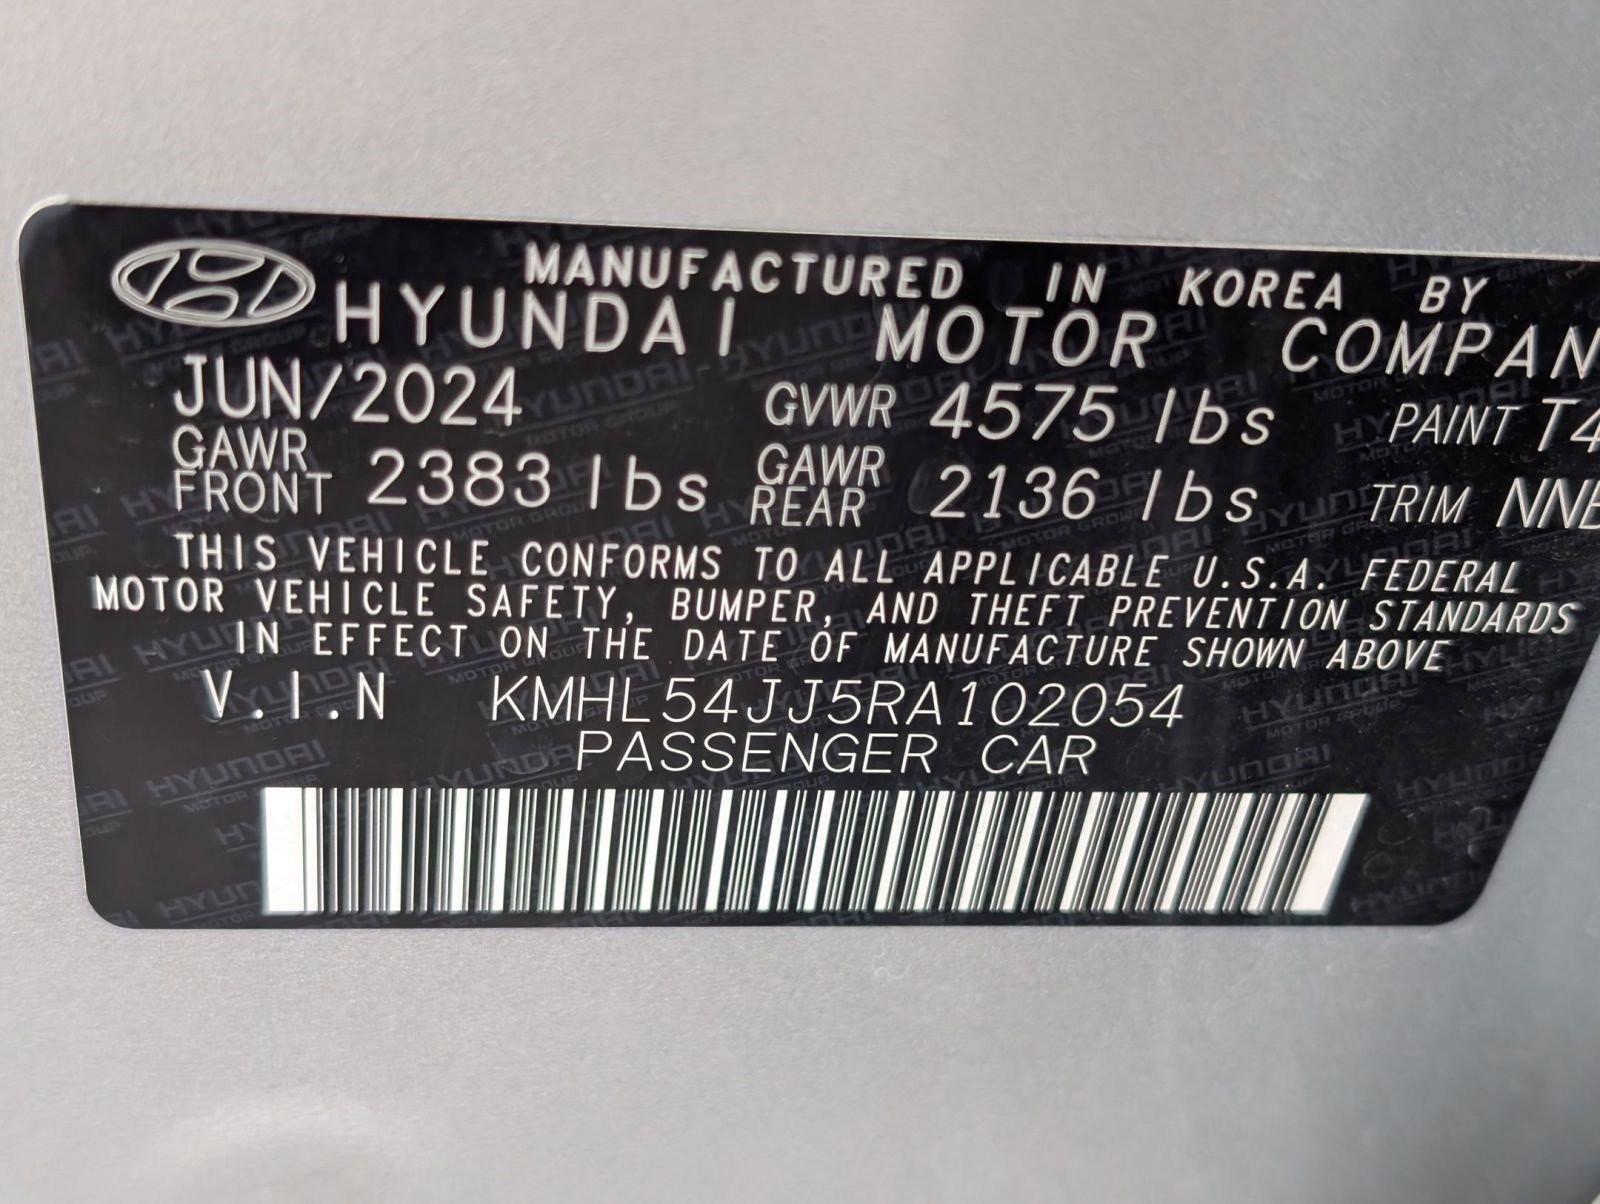 MANUFACTURED IN KOREA BY
HYUNDAI MOTOR COMPAN
JUN/2024 GVWR 4575 lbs PAINT T4
GAWR FRONT 2383 lbs GAWR REAR 2136 lbs TRIM NNB
THIS VEHICLE CONFORMS TO ALL APPLICABLE U.S.A. FEDERAL
MOTOR VEHICLE SAFETY, BUMPER, AND THEFT PREVENTION STANDARDS
IN EFFECT ON THE DATE OF MANUFACTURE SHOWN ABOVE
V.I.N KMHL54JJ5RA102054
PASSENGER CAR